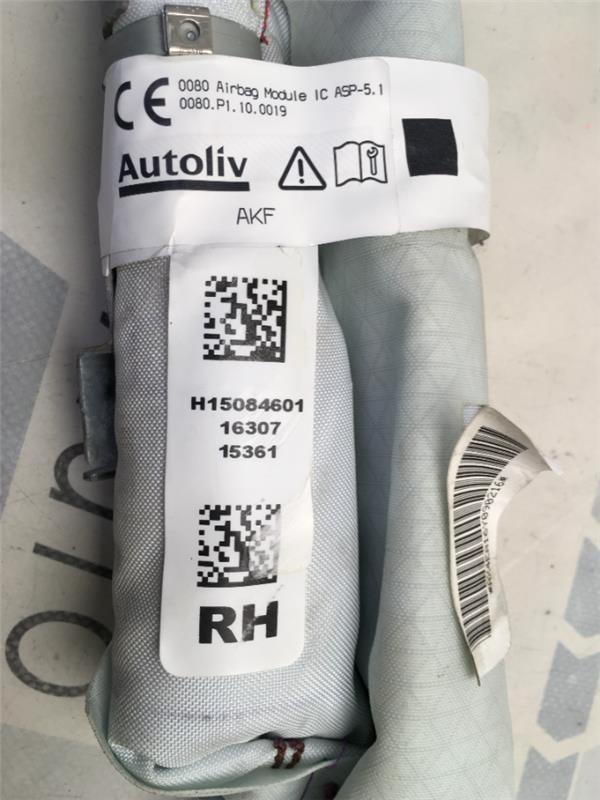 CE 0080 Airbag Module IC ASP-5.1
0080.P1.10.0019
Autoliv
AKF
H15084601
16307
15361
RH